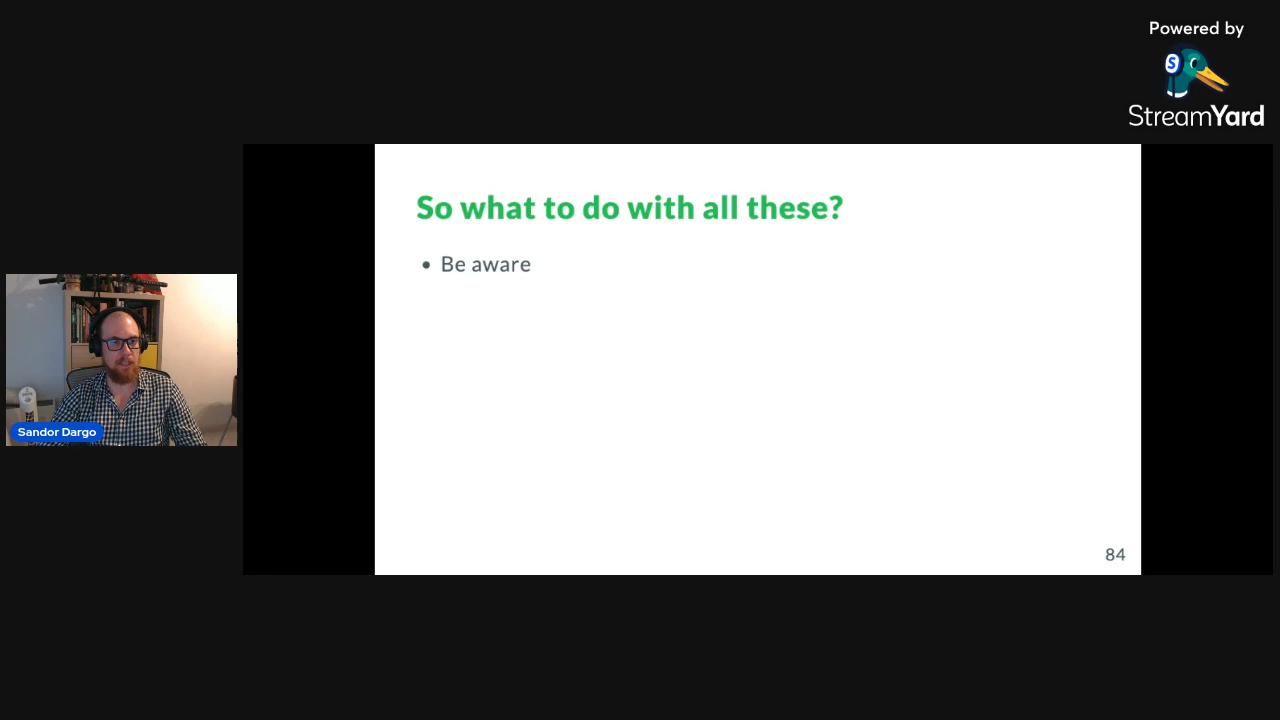 Powered by
S
StreamYard
So what to do with all these?
• Be aware
Sandor Dargo
84